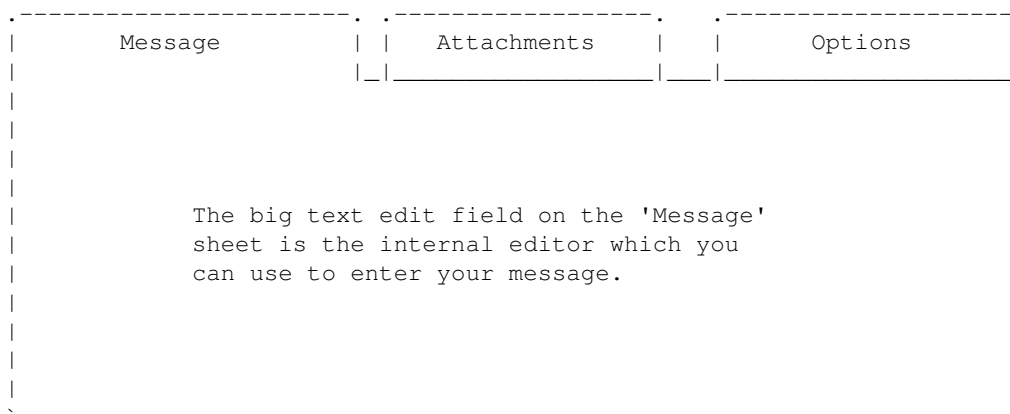 Message Attachments Options
The big text edit field on the 'Message'
sheet is the internal editor which you
can use to enter your message.